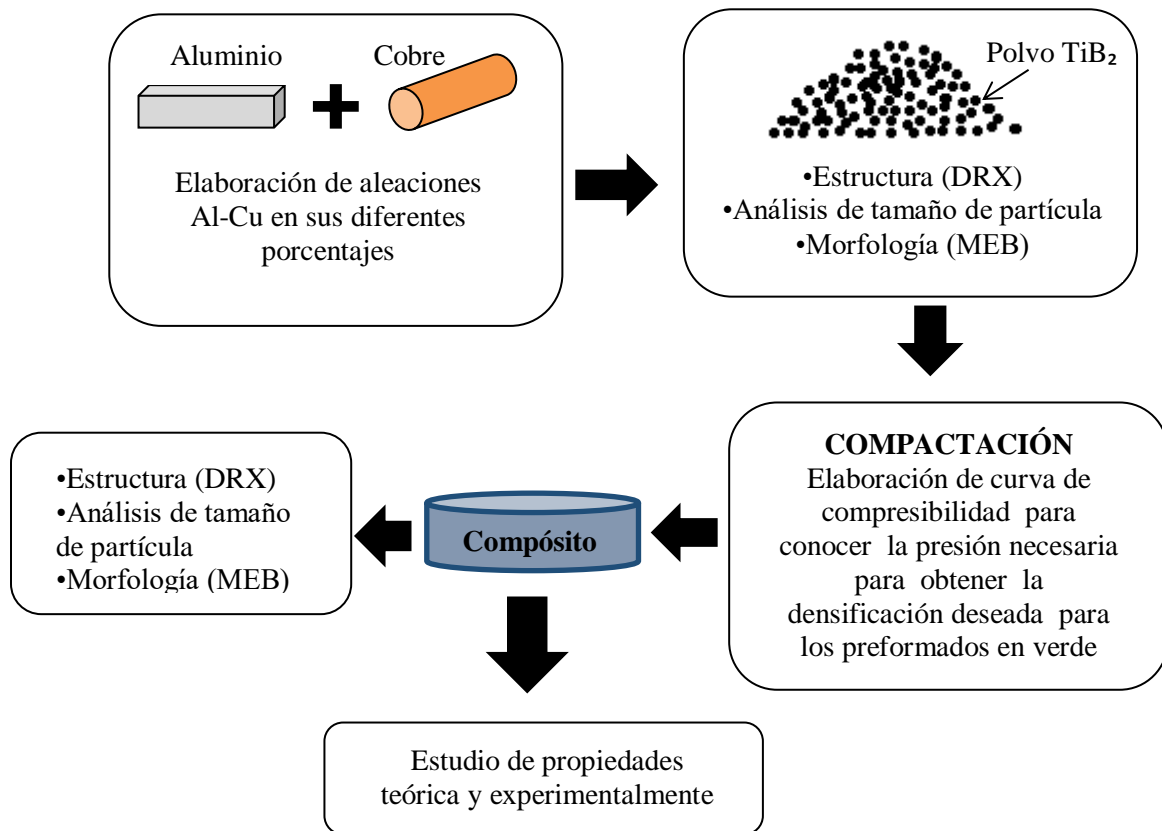 Aluminio
Cobre
Elaboración de aleaciones
Al-Cu en sus diferentes
porcentajes
Polvo TiB₂
•Estructura (DRX)
•Análisis de tamaño de partícula
•Morfología (MEB)
COMPACTACIÓN
Elaboración de curva de
compresibilidad para
conocer la presión necesaria
para obtener la
densificación deseada para
los preformados en verde
Compósito
•Estructura (DRX)
•Análisis de tamaño
de partícula
•Morfología (MEB)
Estudio de propiedades
teórica y experimentalmente